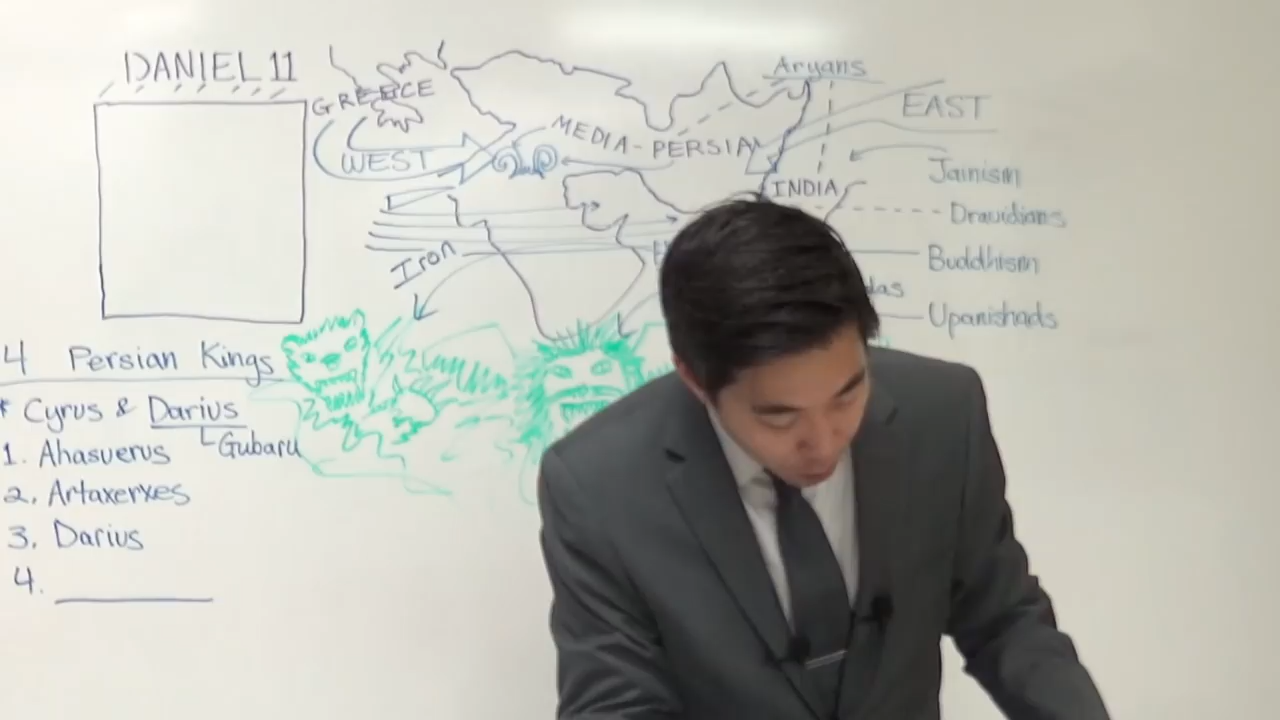 DANIEL 11
GREECE
WEST
MEDIA-PERSIA
Aryans
EAST
INDIA
Jainism
Dravidians
Buddhism
Upanishads
Iron
4 Persian Kings
* Cyrus & Darius
Gubaru
1. Ahasuerus
2. Artaxerxes
3. Darius
4.